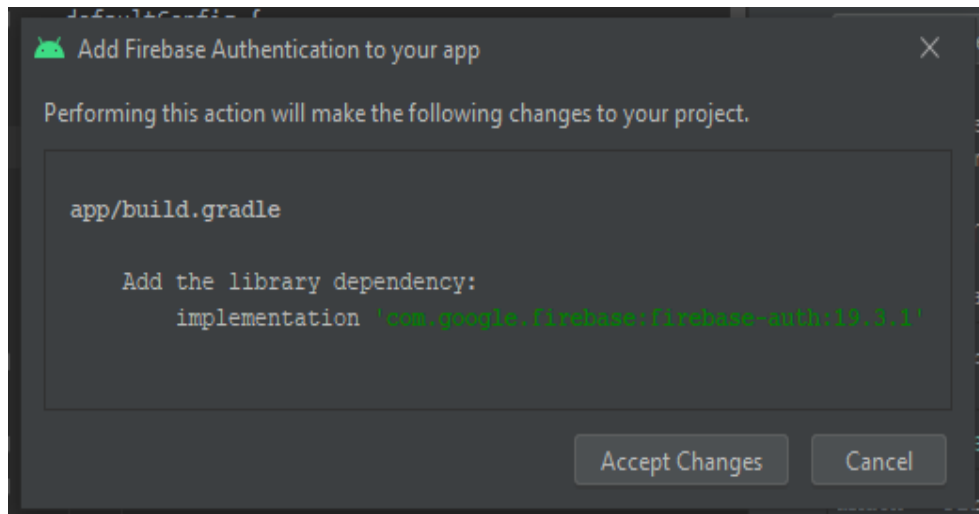 defaultConfig {
Add Firebase Authentication to your app
Performing this action will make the following changes to your project.
app/build.gradle
Add the library dependency:
implementation 'com.google.firebase:firebase-auth:19.3.1'
Accept Changes
Cancel